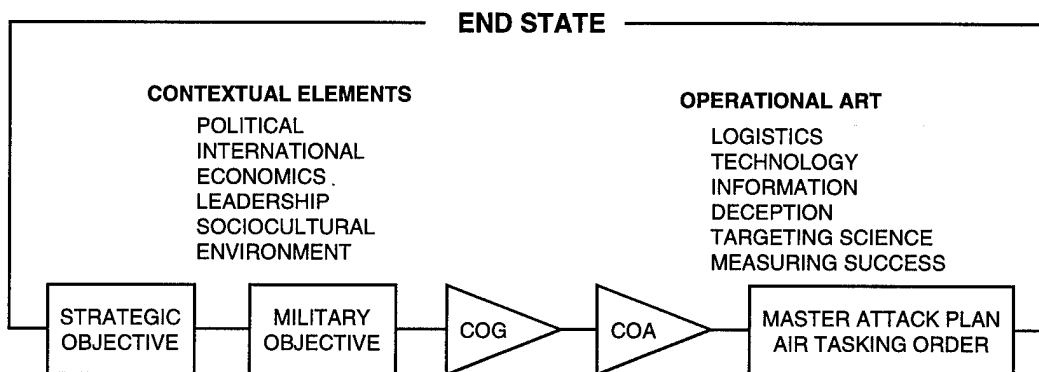 END STATE
CONTEXTUAL ELEMENTS
POLITICAL
INTERNATIONAL
ECONOMICS
LEADERSHIP
SOCIOCULTURAL
ENVIRONMENT
OPERATIONAL ART
LOGISTICS
TECHNOLOGY
INFORMATION
DECEPTION
TARGETING SCIENCE
MEASURING SUCCESS
STRATEGIC
OBJECTIVE
MILITARY
OBJECTIVE
COG
COA
MASTER ATTACK PLAN
AIR TASKING ORDER